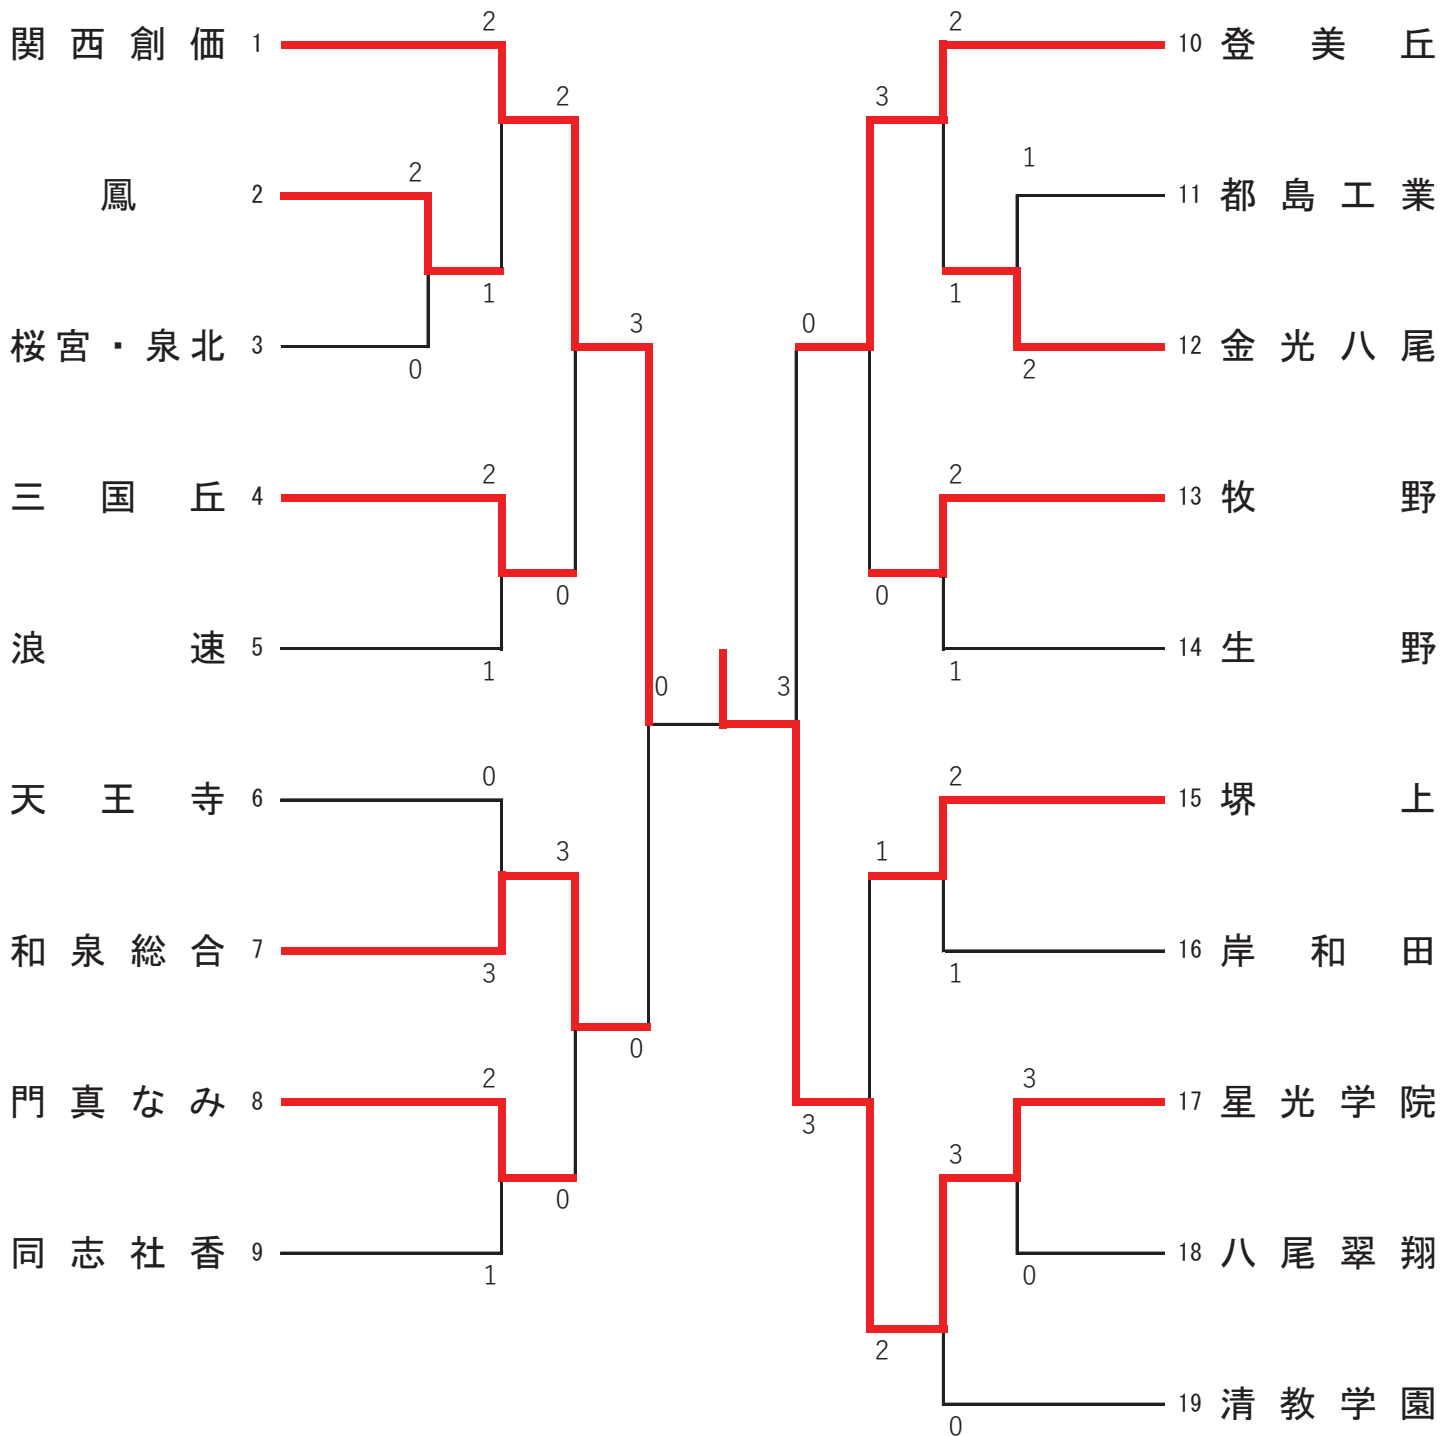 2
2
関西創価 1
10 登美丘
2
3
1
2
鳳 2
11 都島工業
1
1
3
0
桜宮・泉北 3
12 金光八尾
0
2
2
2
三国丘 4
13 牧野
0
0
浪速 5
14 生野
1
1
0
3
0
2
天王寺 6
15 堺上
3
1
和泉総合 7
16 岸和田
3
1
0
2
3
門真なみ 8
17 星光学院
3
3
0
同志社香 9
18 八尾翠翔
1
0
2
19 清教学園
0